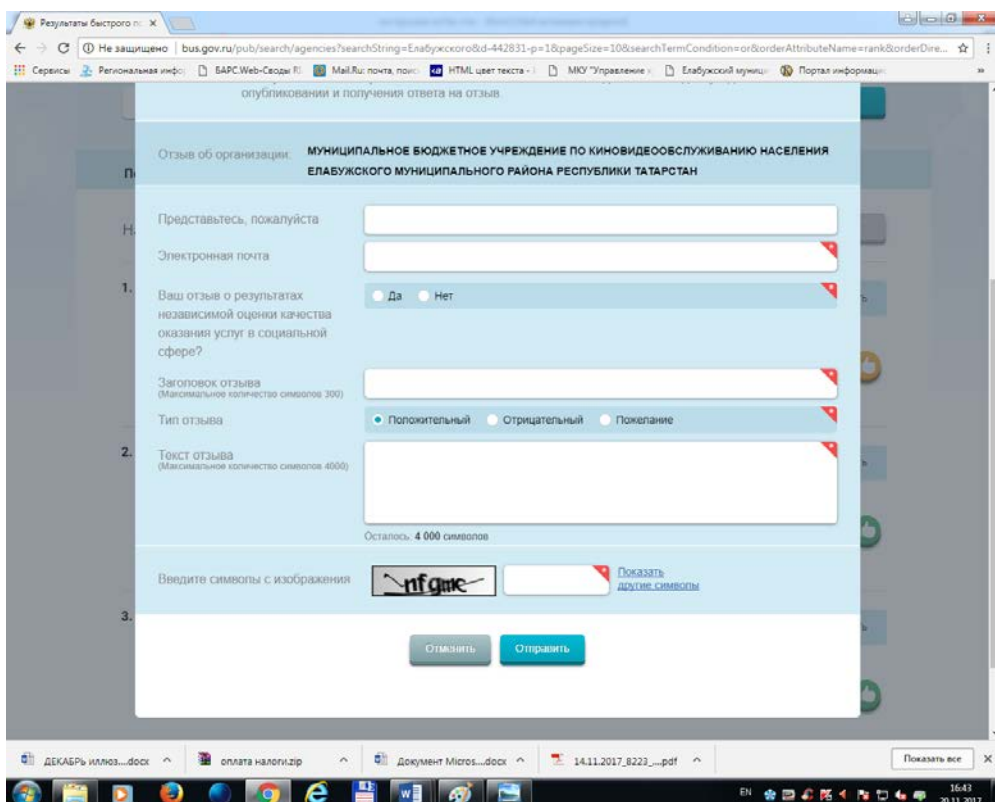 Результаты быстрого по
Не защищено | bus.gov.ru/pub/search/agencies?searchString=Елабужского&d-442831-p=1&pageSize=10&searchTermCondition=or&orderAttributeName=rank&orderDire...
Сервисы Региональная инфо БАРС.Web-Своды Mail.Ru: почта, поис HTML цвет текста - МКУ "Управление Елабужский муниц Портал информаци
опубликовании и получения ответа на отзыв.
Отзыв об организации: МУНИЦИПАЛЬНОЕ БЮДЖЕТНОЕ УЧРЕЖДЕНИЕ ПО КИНОВИДЕООБСЛУЖИВАНИЮ НАСЕЛЕНИЯ
ЕЛАБУЖСКОГО МУНИЦИПАЛЬНОГО РАЙОНА РЕСПУБЛИКИ ТАТАРСТАН
Представьтесь, пожалуйста
Электронная почта
1.
Ваш отзыв о результатах Да Нет
независимой оценки качества
оказания услуг в социальной
сфере?
Заголовок отзыва
(Максимальное количество символов 300)
Тип отзыва Положительный Отрицательный Пожелание
2.
Текст отзыва
(Максимальное количество символов 4000)
Осталось: 4 000 символов
Введите символы с изображения Показать
другие символы
3.
Отменить Отправить
ДЕКАБРЬ иллюз....docx оплата налоги.zip Документ Micros....docx 14.11.2017_8223_....pdf Показать все
EN 16:43
20.11.2017